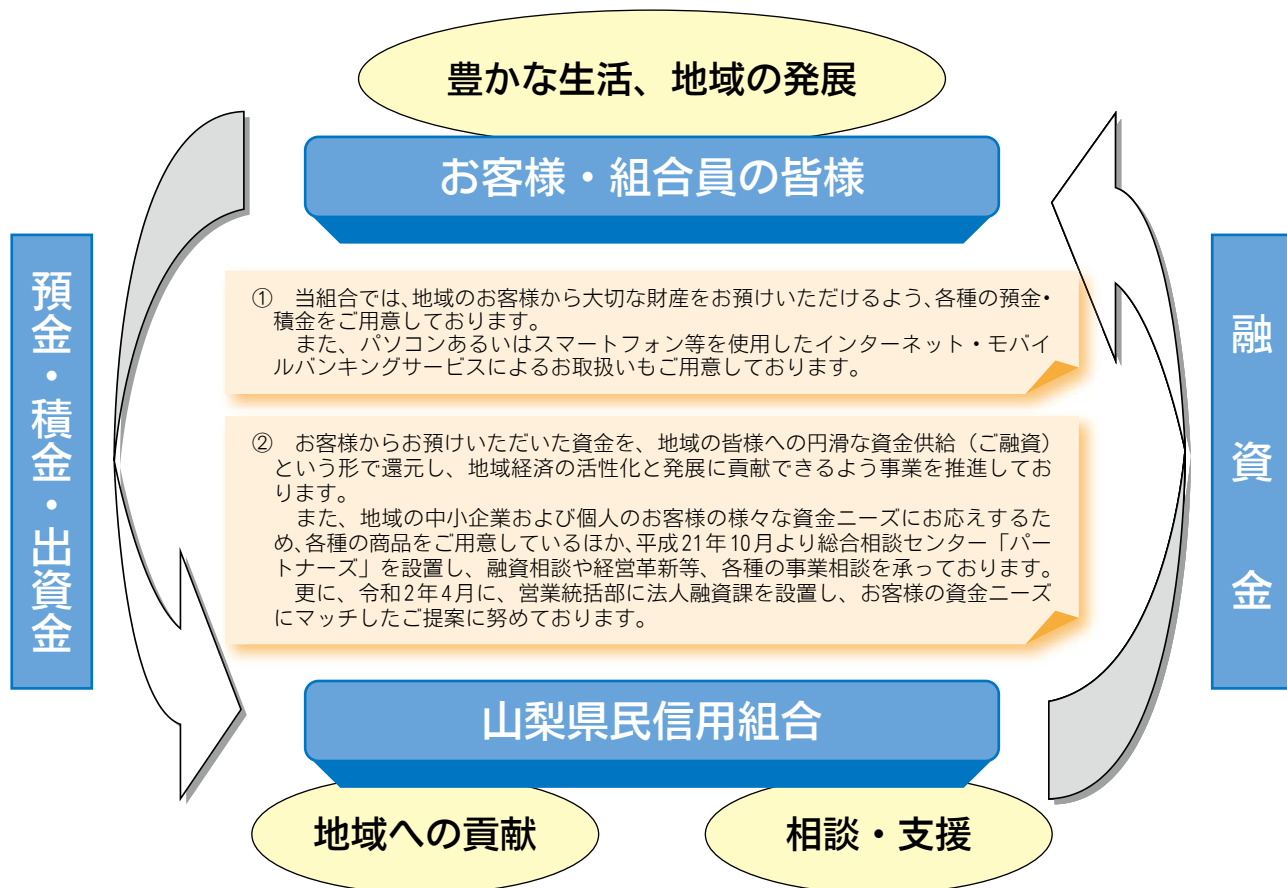 豊かな生活、地域の発展
お客様・組合員の皆様
預金・積金・出資金
融資金
① 当組合では、地域のお客様から大切な財産をお預けいただけるよう、各種の預金・
積金をご用意しております。
また、パソコンあるいはスマートフォン等を使用したインターネット・モバイ
ルバンキングサービスによるお取扱いもご用意しております。
② お客様からお預けいただいた資金を、地域の皆様への円滑な資金供給（ご融資）
という形で還元し、地域経済の活性化と発展に貢献できるよう事業を推進してお
ります。
また、地域の中小企業および個人のお客様の様々な資金ニーズにお応えするた
め、各種の商品をご用意しているほか、平成21年10月より総合相談センター「パー
トナーズ」を設置し、融資相談や経営革新等、各種の事業相談を承っております。
更に、令和2年4月に、営業統括部に法人融資課を設置し、お客様の資金ニーズ
にマッチしたご提案に努めております。
山梨県民信用組合
地域への貢献
相談・支援